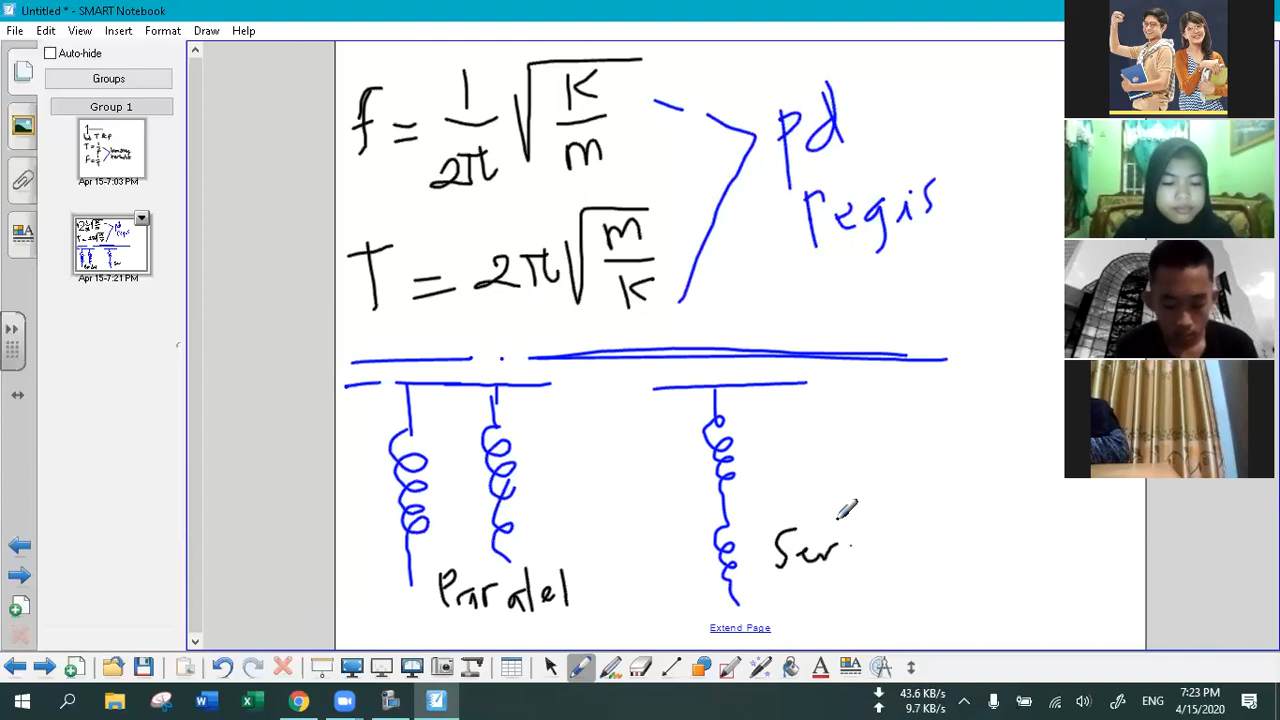 Untitled * - SMART Notebook
File Edit View Insert Format Draw Help
Auto-hide
Groups
Group 1
Apr 15-7:03 PM
Apr 15-7:21 PM
f = 1/2π √K/m
T = 2π √m/K
pd
Pegis
Paralel
Ser
Extend Page
43.6 KB/s
9.7 KB/s
ENG
7:23 PM
4/15/2020